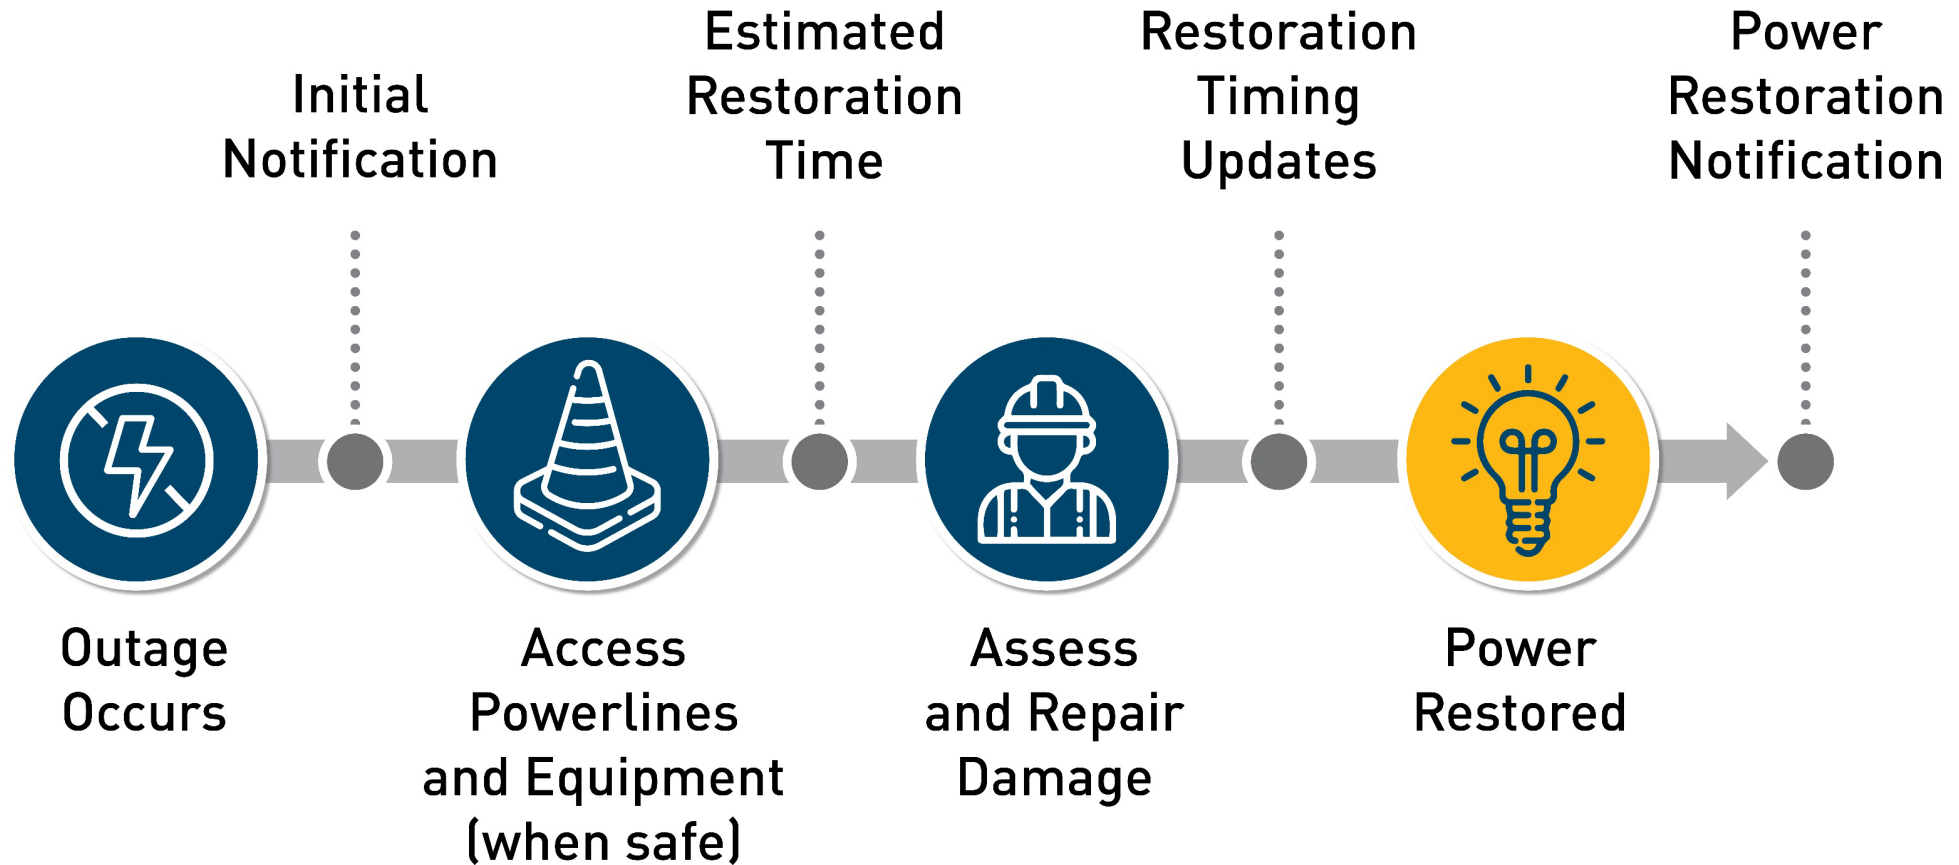 Initial
Notification
Estimated
Restoration
Time
Restoration
Timing
Updates
Power
Restoration
Notification
Outage
Occurs
Access
Powerlines
and Equipment
(when safe)
Assess
and Repair
Damage
Power
Restored